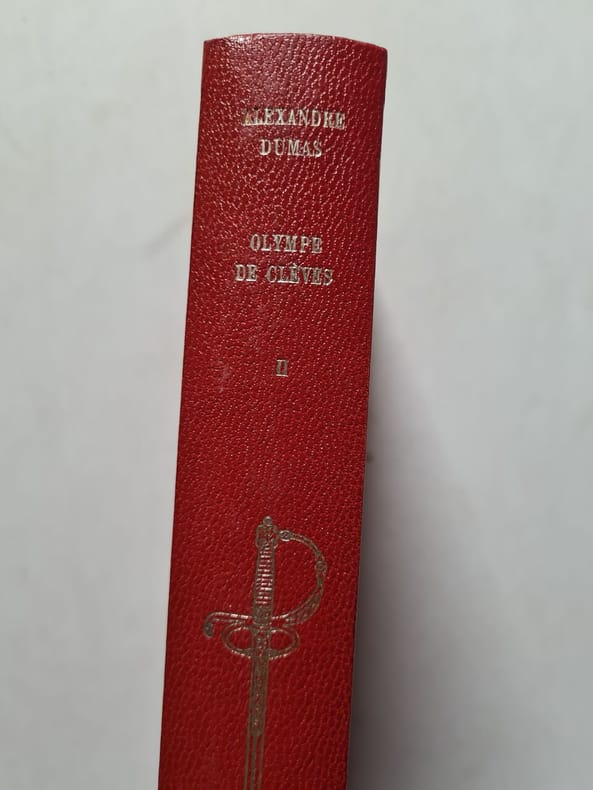 ALEXANDRE
DUMAS
OLYMPE
DE CLÈVES
II